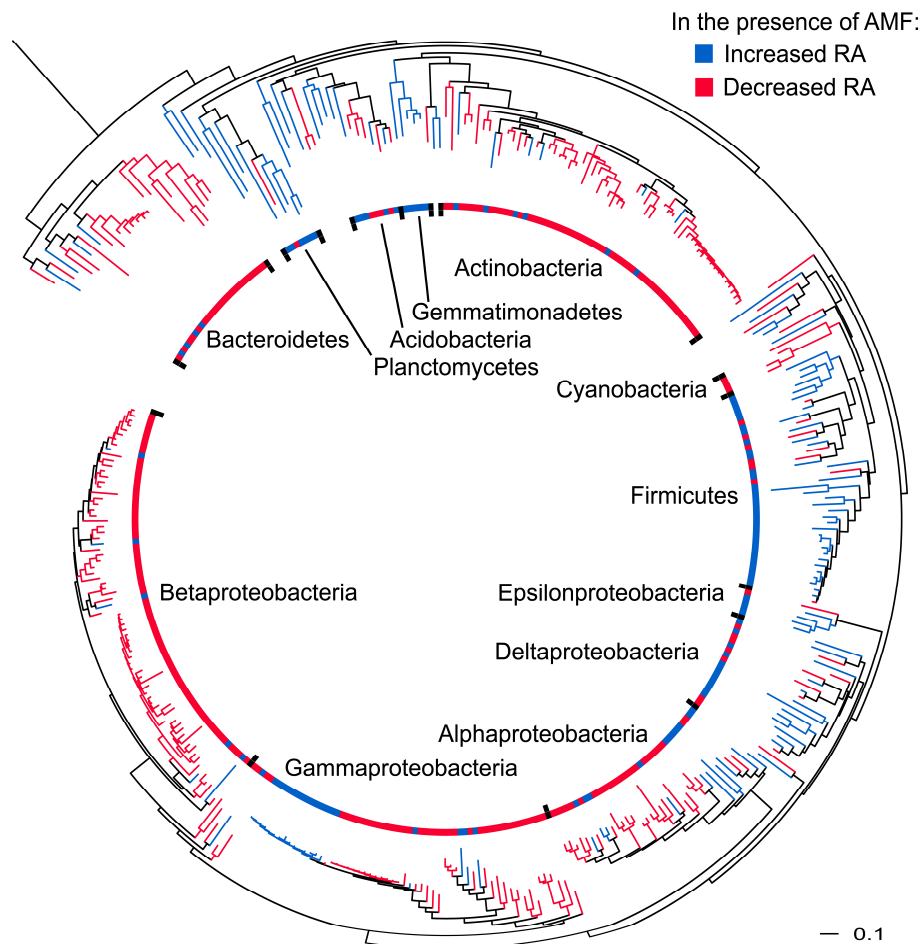 In the presence of AMF:
Increased RA
Decreased RA
Actinobacteria
Gemmatimonadetes
Bacteroidetes
Acidobacteria
Planctomycetes
Cyanobacteria
Firmicutes
Epsilonproteobacteria
Betaproteobacteria
Deltaproteobacteria
Alphaproteobacteria
Gammaproteobacteria
0.1